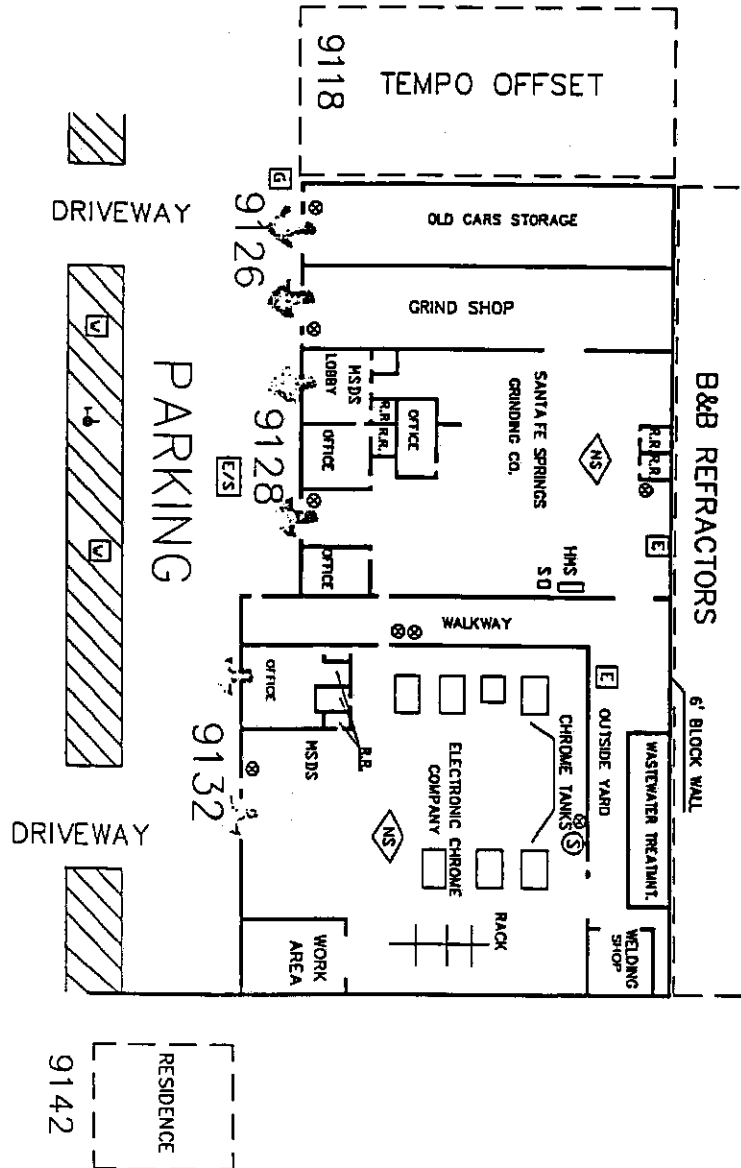 TEMPO OFFSET
9118
DRIVEWAY
G
9126
OLD CARS STORAGE
GRIND SHOP
B&B REFRACTORS
PARKING
V
V
E/S
9128
LOBBY
MSDS
R.R.
R.R.
OFFICE
OFFICE
OFFICE
SANTA FE SPRINGS
GRINDING CO.
NS
R.R.
R.R.
E
HMS
S D
WALKWAY
E
OUTSIDE YARD
6' BLOCK WALL
WASTEWATER TREATMNT.
OFFICE
R.R.
MSDS
9132
CHROME TANKS
S
ELECTRONIC CHROME
COMPANY
NS
RACK
WORK
AREA
WELDING
SHOP
DRIVEWAY
RESIDENCE
9142